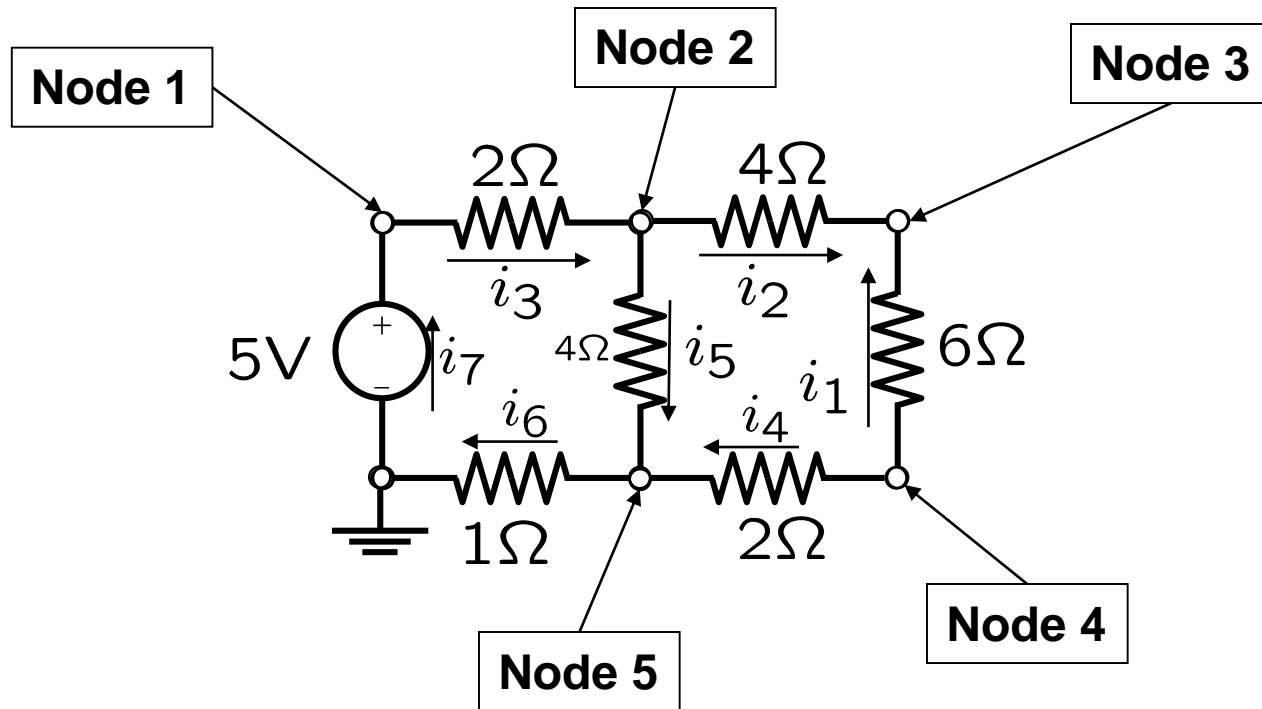 Node 1
Node 2
Node 3
2Ω
4Ω
i3
i2
5V
+
−
i7
4Ω
i5
i1
6Ω
i6
i4
1Ω
2Ω
Node 5
Node 4